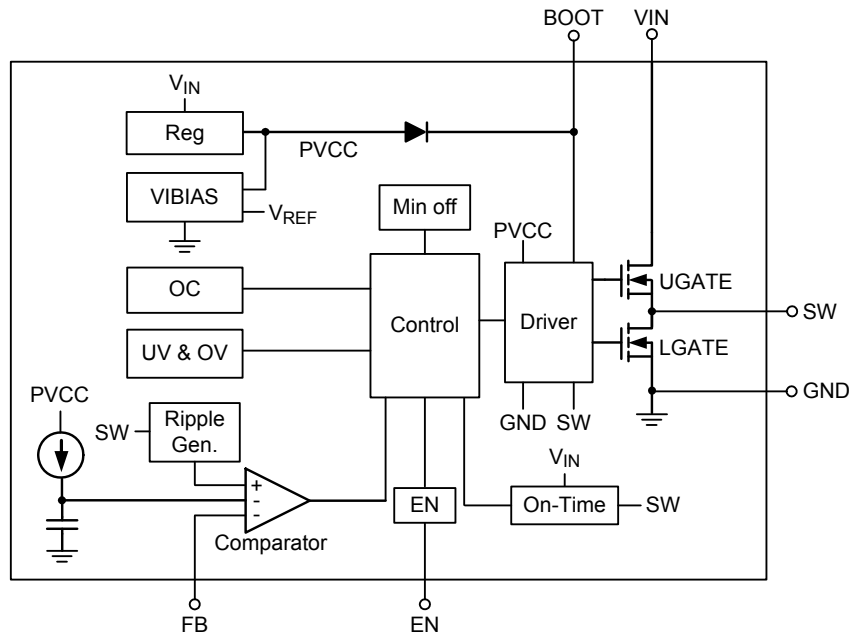 BOOT VIN
VIN
Reg
PVCC
VIBIAS
VREF
Min off
PVCC
OC
Control
Driver
UGATE
SW
UV & OV
LGATE
PVCC
GND
SW
Ripple
Gen.
GND SW
VIN
+
-
-
EN
On-Time
SW
Comparator
FB
EN